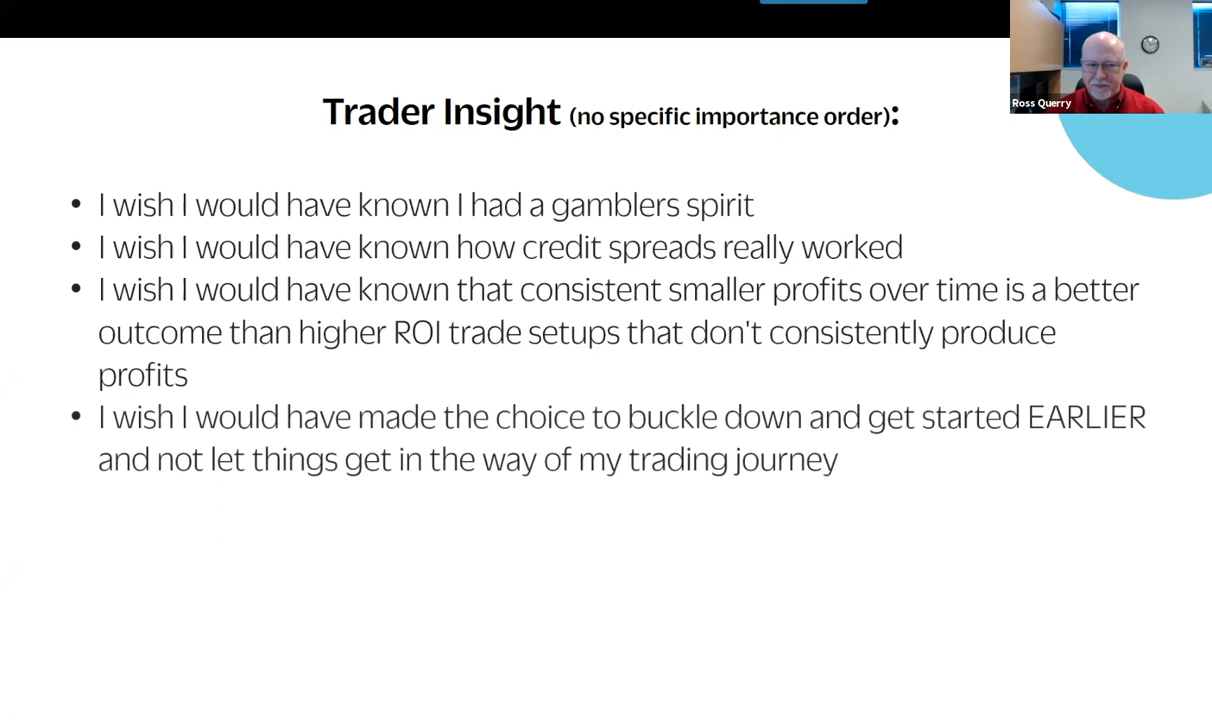 Trader Insight (no specific importance order):
• I wish I would have known I had a gamblers spirit
• I wish I would have known how credit spreads really worked
• I wish I would have known that consistent smaller profits over time is a better
outcome than higher ROI trade setups that don't consistently produce
profits
• I wish I would have made the choice to buckle down and get started EARLIER
and not let things get in the way of my trading journey
Ross Querry